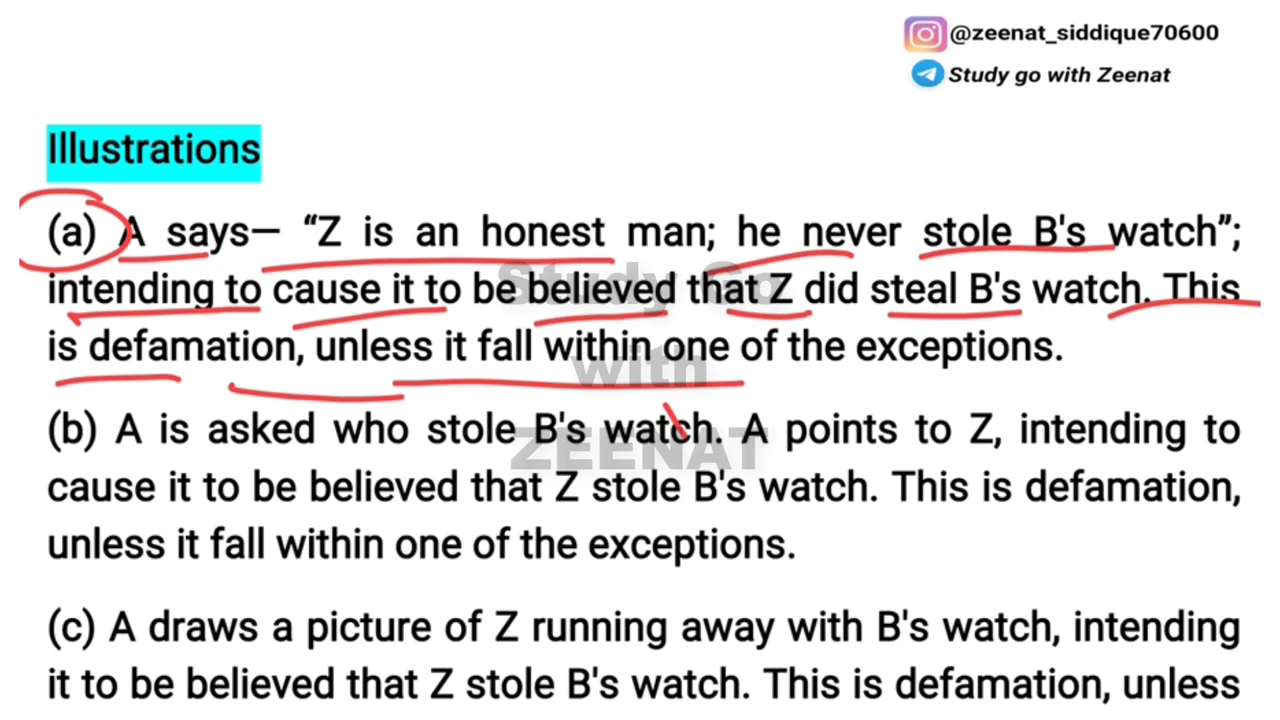 @zeenat_siddique70600
Study go with Zeenat
Illustrations
(a) A says— “Z is an honest man; he never stole B's watch”;
intending to cause it to be believed that Z did steal B's watch. This
is defamation, unless it fall within one of the exceptions.
(b) A is asked who stole B's watch. A points to Z, intending to
cause it to be believed that Z stole B's watch. This is defamation,
unless it fall within one of the exceptions.
(c) A draws a picture of Z running away with B's watch, intending
it to be believed that Z stole B's watch. This is defamation, unless
Study Go
with
ZEENAT